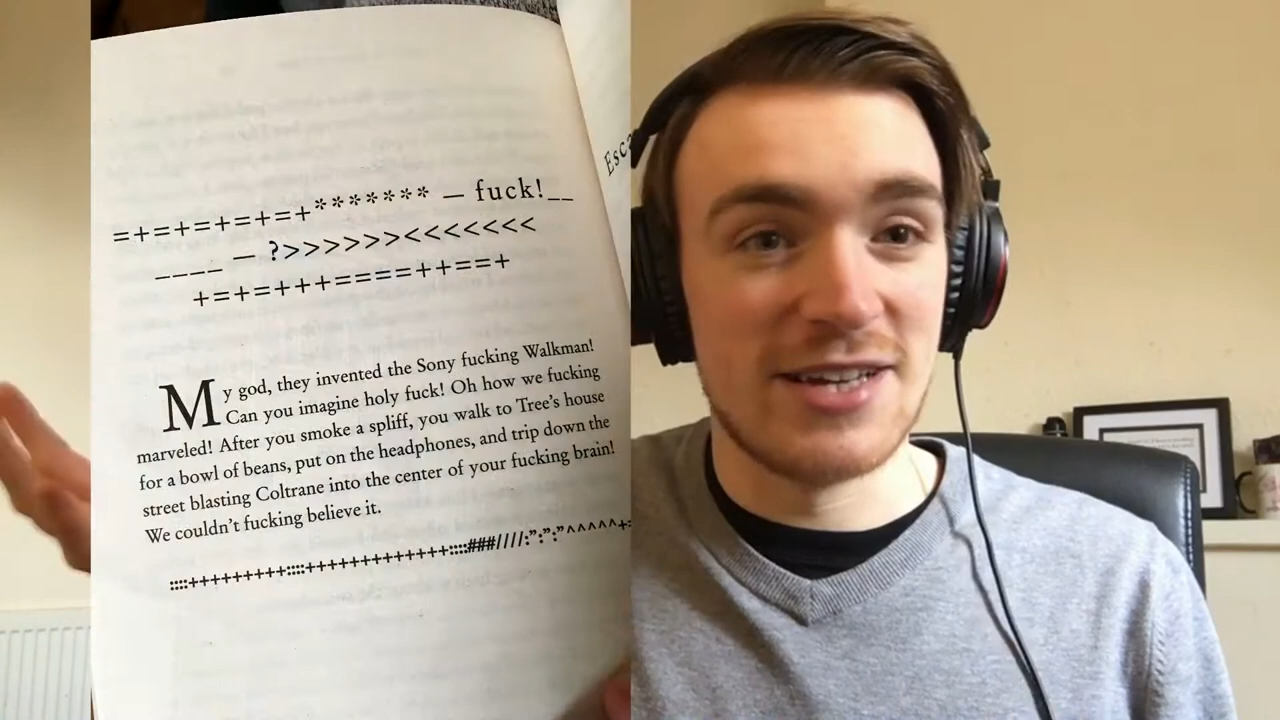 =+=+=+=+=+******* — fuck!__
____ — ?>>>>>>><<<<<<<
+=+=+++====++==+
My god, they invented the Sony fucking Walkman!
Can you imagine holy fuck! Oh how we fucking
marveled! After you smoke a spliff, you walk to Tree's house
for a bowl of beans, put on the headphones, and trip down the
street blasting Coltrane into the center of your fucking brain!
We couldn't fucking believe it.
::::+++++++++::::+++++++++++++::::###////:”:”:”^^^^^+: